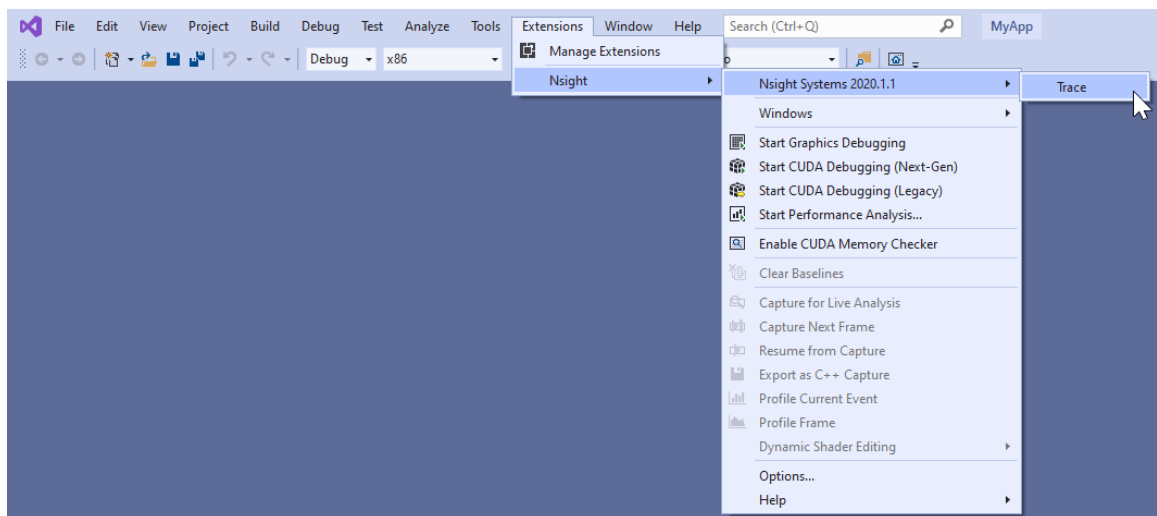 File Edit View Project Build Debug Test Analyze Tools Extensions Window Help Search (Ctrl+Q) MyApp
Debug x86
Manage Extensions
Nsight
Nsight Systems 2020.1.1
Trace
Windows
Start Graphics Debugging
Start CUDA Debugging (Next-Gen)
Start CUDA Debugging (Legacy)
Start Performance Analysis...
Enable CUDA Memory Checker
Clear Baselines
Capture for Live Analysis
Capture Next Frame
Resume from Capture
Export as C++ Capture
Profile Current Event
Profile Frame
Dynamic Shader Editing
Options...
Help